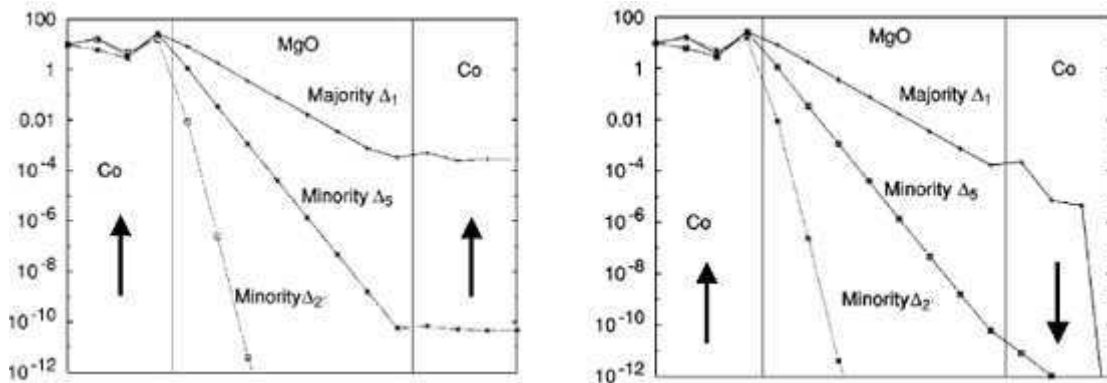 100
MgO
1
Co
Majority Δ₁
0.01
10⁻⁴
Co
Minority Δ₅
10⁻⁶
10⁻⁸
Minority Δ₂
10⁻¹⁰
10⁻¹²
100
MgO
Co
1
Majority Δ₁
0.01
10⁻⁴
Minority Δ₅
10⁻⁶
Co
10⁻⁸
Minority Δ₂
10⁻¹⁰
10⁻¹²